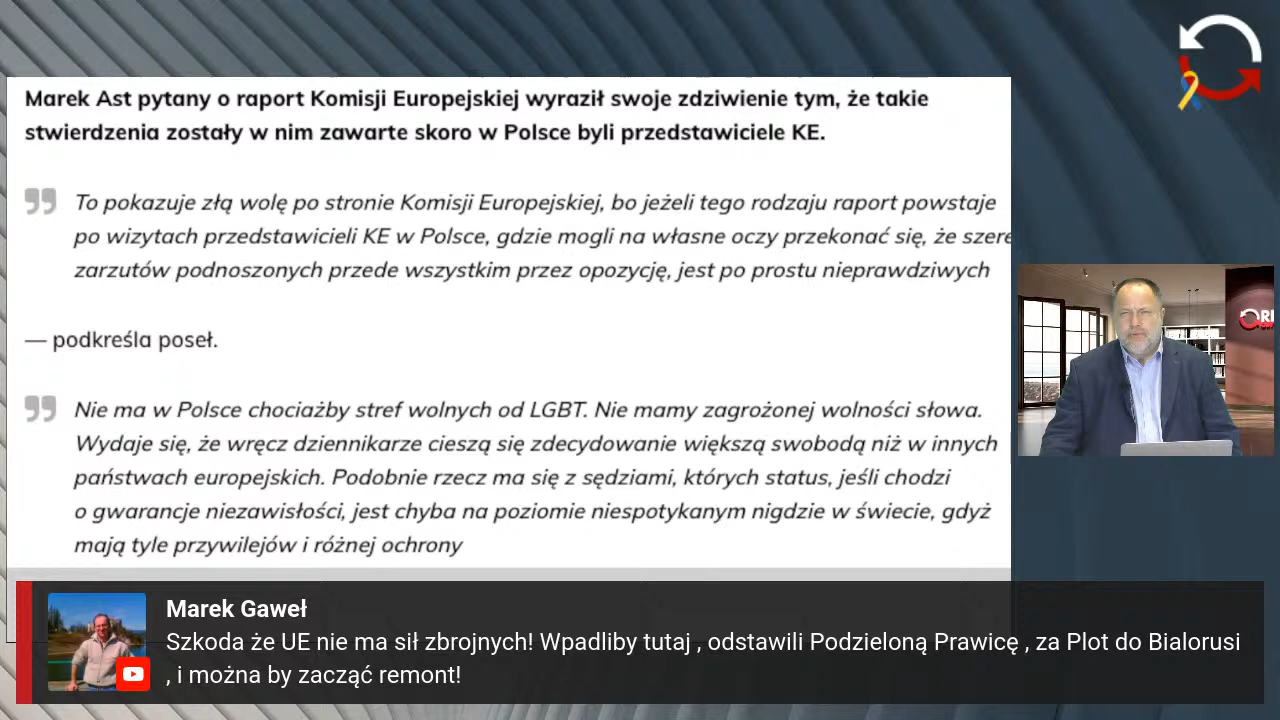 Marek Ast pytany o raport Komisji Europejskiej wyraził swoje zdziwienie tym, że takie
stwierdzenia zostały w nim zawarte skoro w Polsce byli przedstawiciele KE.
To pokazuje złą wolę po stronie Komisji Europejskiej, bo jeżeli tego rodzaju raport powstaje
po wizytach przedstawicieli KE w Polsce, gdzie mogli na własne oczy przekonać się, że szere
zarzutów podnoszonych przede wszystkim przez opozycję, jest po prostu nieprawdziwych
— podkreśla poseł.
Nie ma w Polsce chociażby stref wolnych od LGBT. Nie mamy zagrożonej wolności słowa.
Wydaje się, że wręcz dziennikarze cieszą się zdecydowanie większą swobodą niż w innych
państwach europejskich. Podobnie rzecz ma się z sędziami, których status, jeśli chodzi
o gwarancje niezawisłości, jest chyba na poziomie niespotykanym nigdzie w świecie, gdyż
mają tyle przywilejów i różnej ochrony
Marek Gaweł
Szkoda że UE nie ma sił zbrojnych! Wpadliby tutaj , odstawili Podzieloną Prawicę , za Plot do Bialorusi
, i można by zacząć remont!